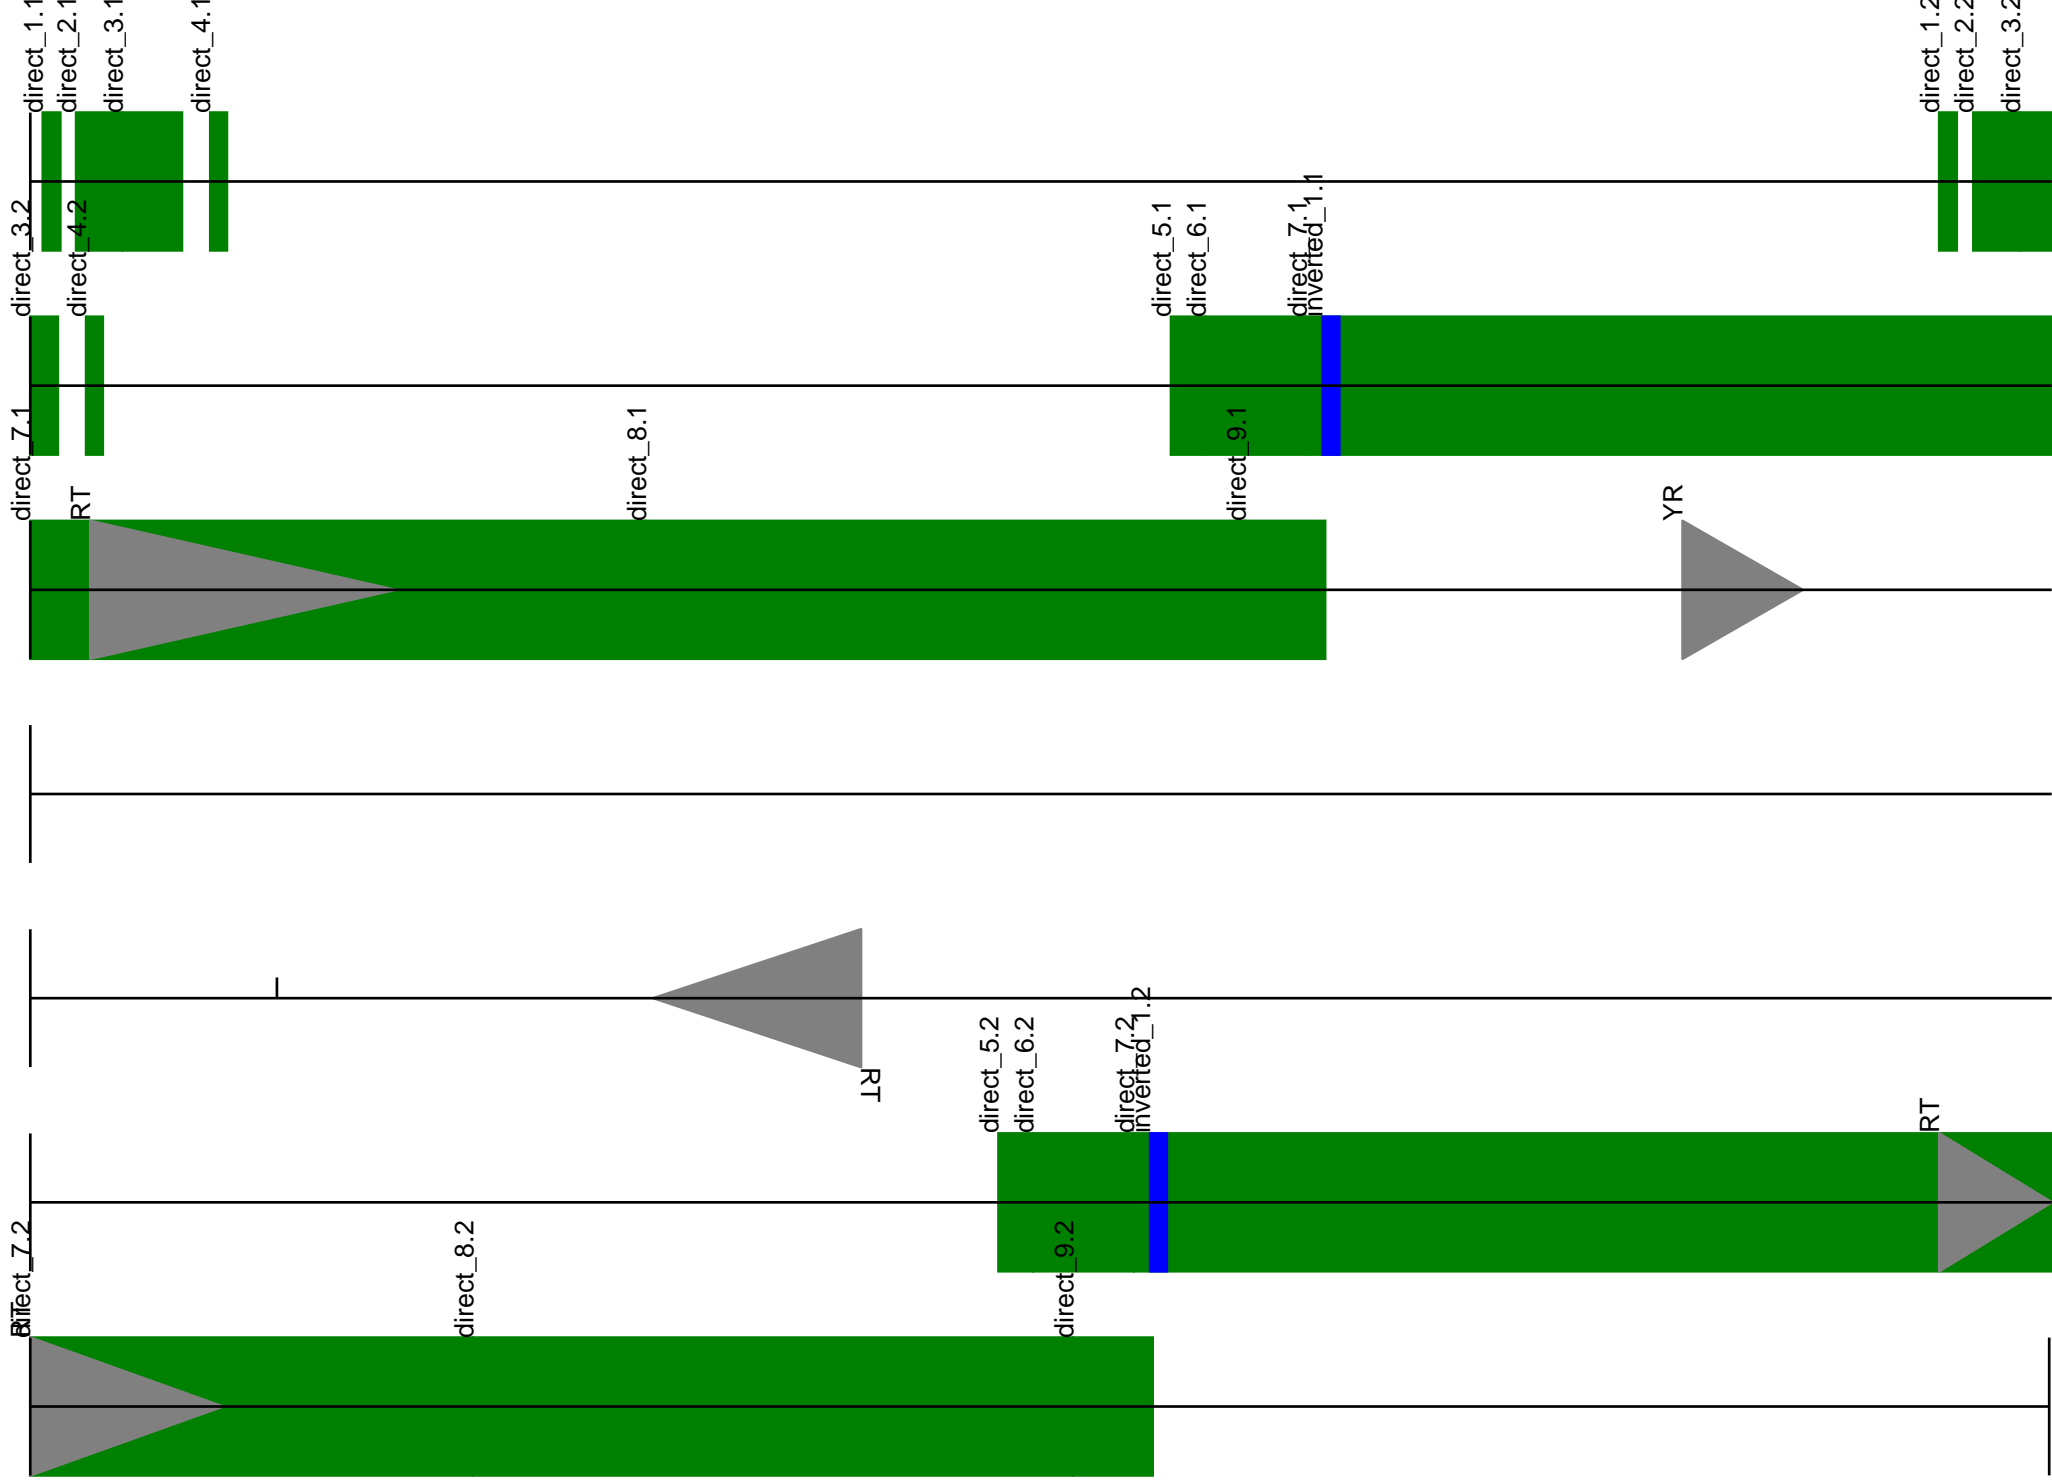 direct_1.1
direct_2.1
direct_3.1
direct_4.1
direct_1.2
direct_2.2
direct_3.2
direct_3.2
direct_4.2
direct_5.1
direct_6.1
direct_7.1
inverted_1.1
direct_7.1
RT
direct_8.1
direct_9.1
YR
RT
direct_5.2
direct_6.2
direct_7.2
inverted_1.2
RT
direct_7.2
RT
direct_8.2
direct_9.2